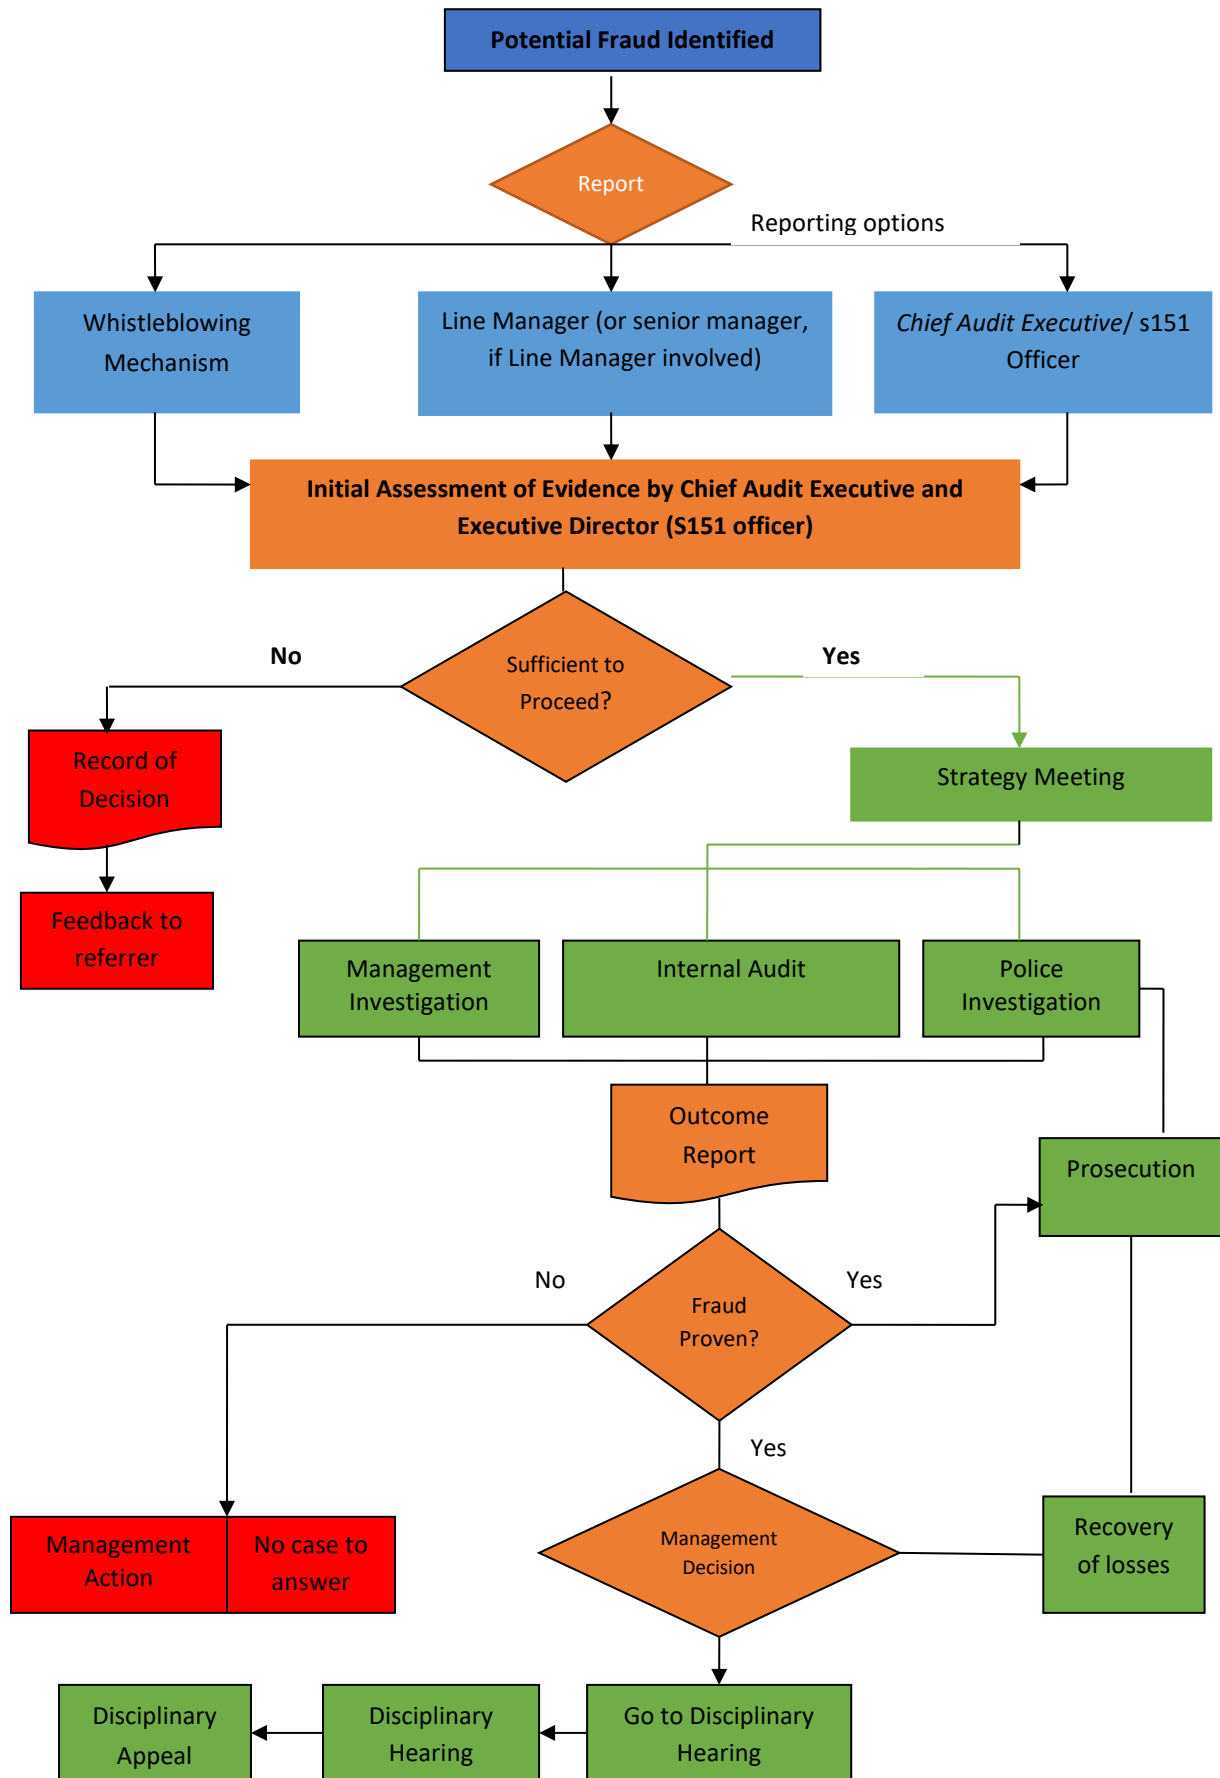 Potential Fraud Identified
Report
Reporting options
Whistleblowing
Mechanism
Line Manager (or senior manager,
if Line Manager involved)
Chief Audit Executive/ s151
Officer
Initial Assessment of Evidence by Chief Audit Executive and
Executive Director (S151 officer)
No
Sufficient to
Proceed?
Yes
Record of
Decision
Strategy Meeting
Feedback to
referrer
Management
Investigation
Internal Audit
Police
Investigation
Outcome
Report
Prosecution
No
Yes
Fraud
Proven?
Yes
Management
Action
No case to
answer
Management
Decision
Recovery
of losses
Disciplinary
Appeal
Disciplinary
Hearing
Go to Disciplinary
Hearing